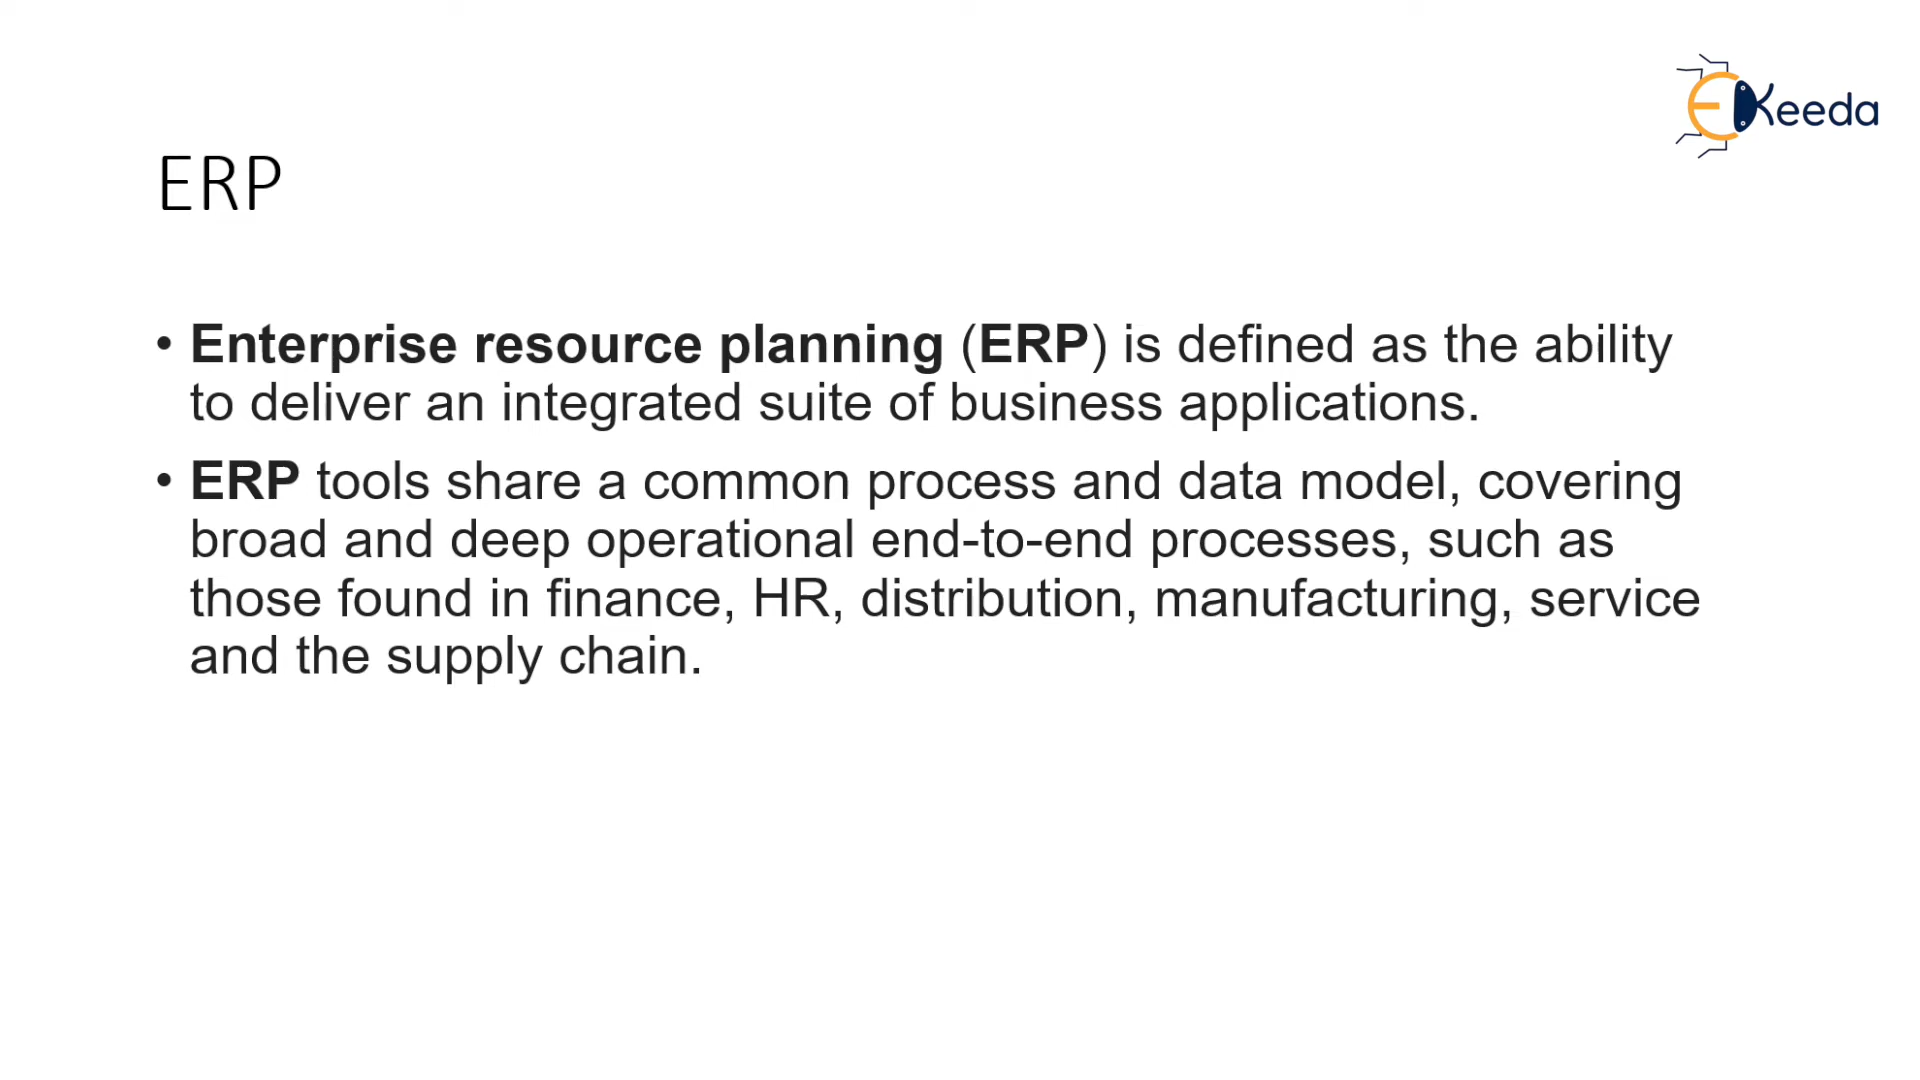 EKeeda
ERP
• Enterprise resource planning (ERP) is defined as the ability
to deliver an integrated suite of business applications.
• ERP tools share a common process and data model, covering
broad and deep operational end-to-end processes, such as
those found in finance, HR, distribution, manufacturing, service
and the supply chain.